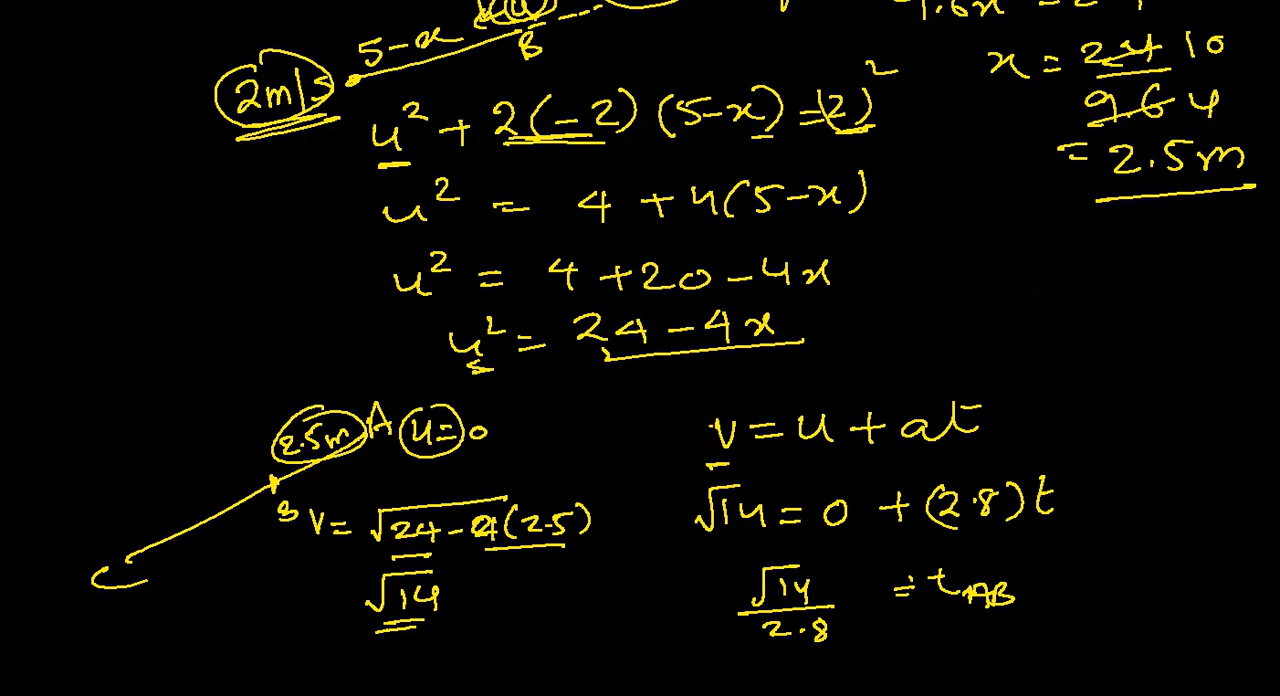 5-x
B
2m/s
u² + 2(-2) (5-x) = (2)²
u² = 4 + 4(5-x)
u² = 4 + 20 - 4x
u² = 24 - 4x
x = 24 10
9.6 4
= 2.5m
2.5m A u=0
B
V = √24-4(2.5)
√14
C
v = u + at
√14 = 0 + (2.8)t
√14
2.8
= tAB